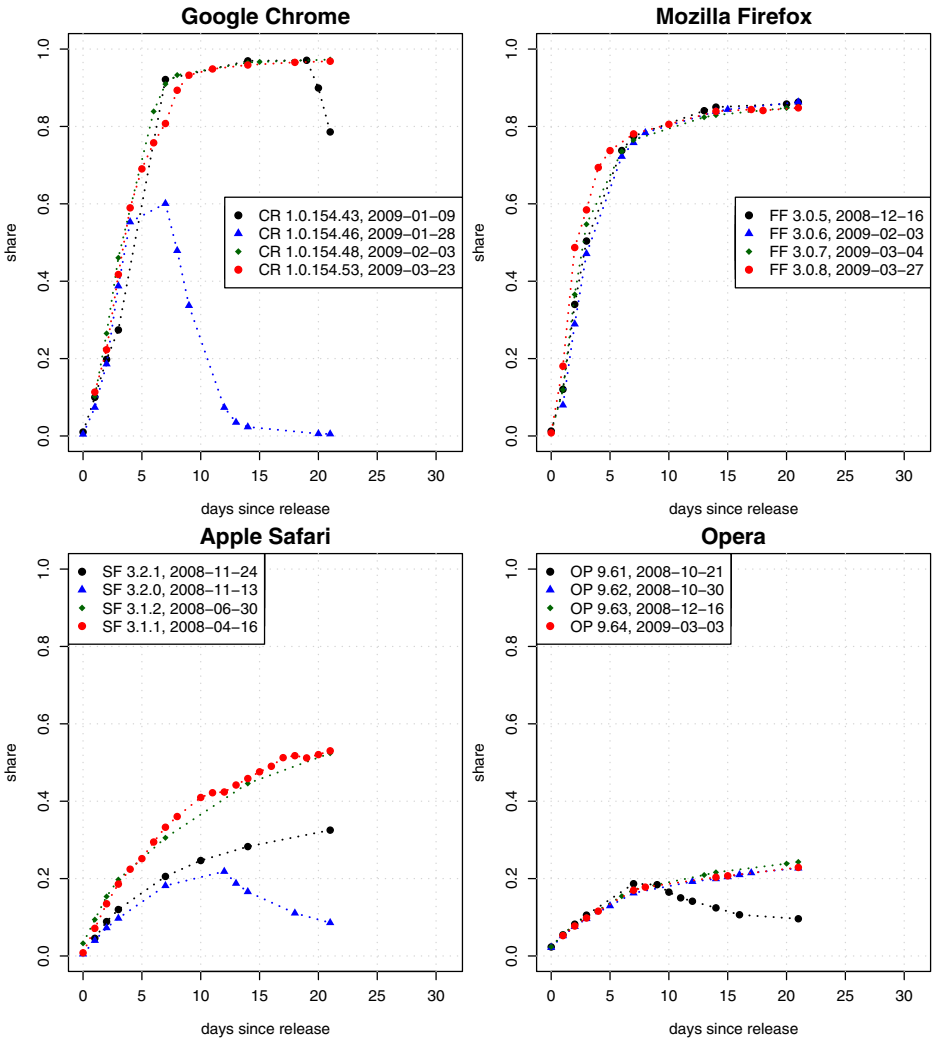 Google Chrome
share
1.0
0.8
0.6
0.4
0.2
0.0
CR 1.0.154.43, 2009−01−09
CR 1.0.154.46, 2009−01−28
CR 1.0.154.48, 2009−02−03
CR 1.0.154.53, 2009−03−23
0 5 10 15 20 25 30
days since release
Mozilla Firefox
share
1.0
0.8
0.6
0.4
0.2
0.0
FF 3.0.5, 2008−12−16
FF 3.0.6, 2009−02−03
FF 3.0.7, 2009−03−04
FF 3.0.8, 2009−03−27
0 5 10 15 20 25 30
days since release
Apple Safari
share
1.0
0.8
0.6
0.4
0.2
0.0
SF 3.2.1, 2008−11−24
SF 3.2.0, 2008−11−13
SF 3.1.2, 2008−06−30
SF 3.1.1, 2008−04−16
0 5 10 15 20 25 30
days since release
Opera
share
1.0
0.8
0.6
0.4
0.2
0.0
OP 9.61, 2008−10−21
OP 9.62, 2008−10−30
OP 9.63, 2008−12−16
OP 9.64, 2009−03−03
0 5 10 15 20 25 30
days since release